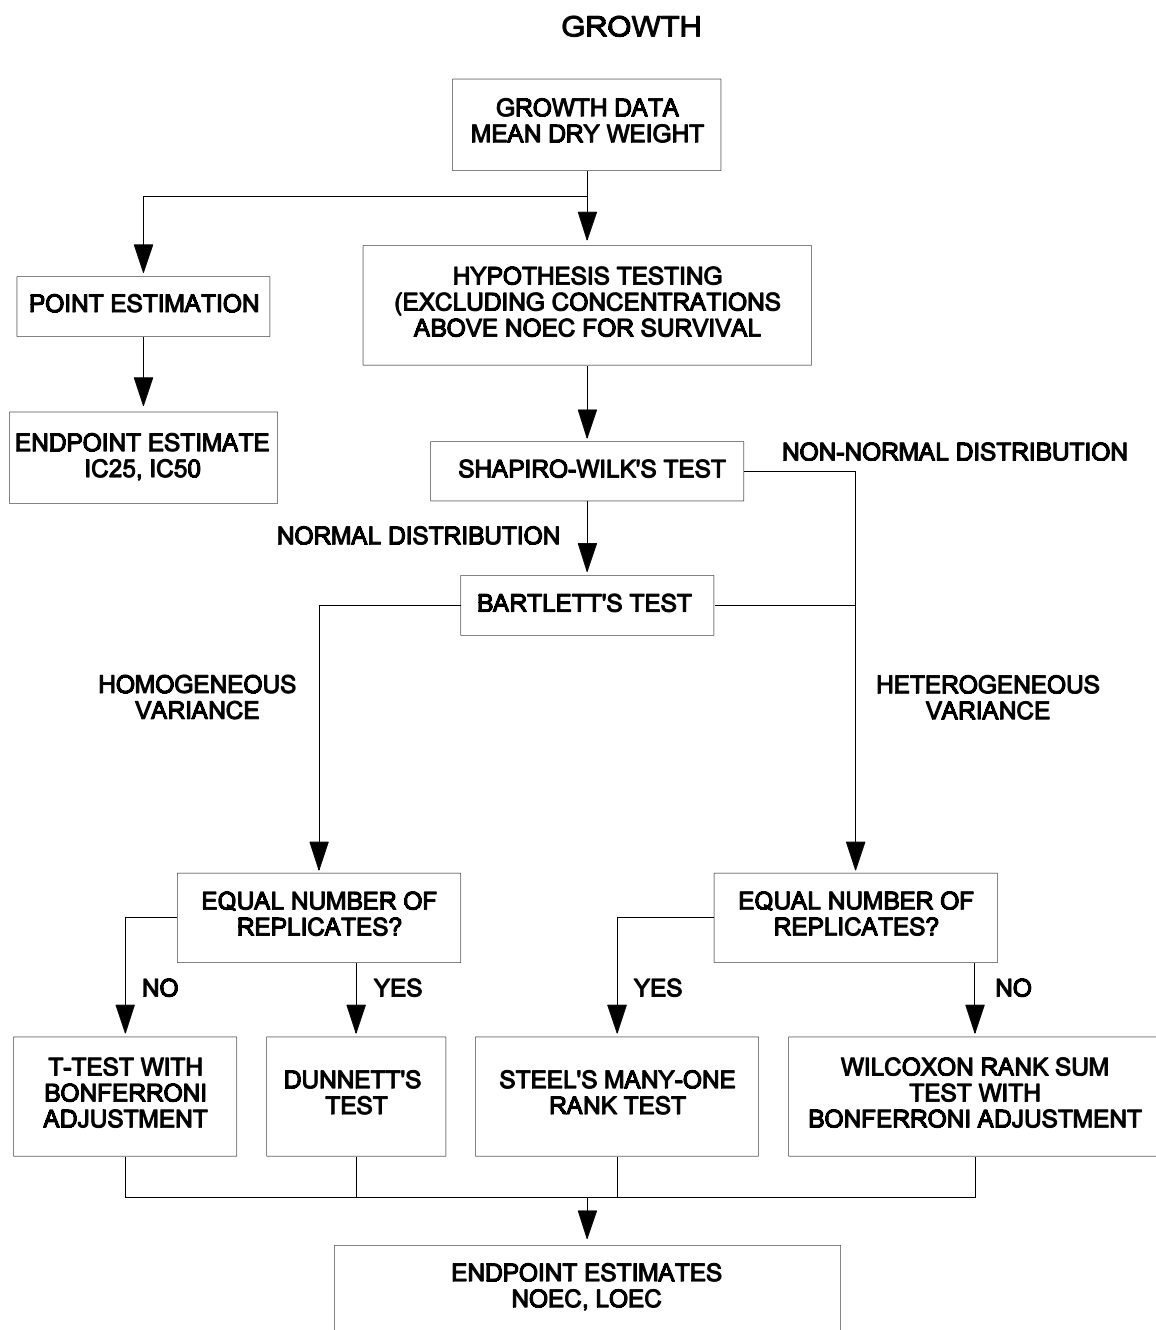 GROWTH
GROWTH DATA
MEAN DRY WEIGHT
POINT ESTIMATION
HYPOTHESIS TESTING
(EXCLUDING CONCENTRATIONS
ABOVE NOEC FOR SURVIVAL
ENDPOINT ESTIMATE
IC25, IC50
SHAPIRO-WILK'S TEST
NON-NORMAL DISTRIBUTION
NORMAL DISTRIBUTION
BARTLETT'S TEST
HOMOGENEOUS
VARIANCE
HETEROGENEOUS
VARIANCE
EQUAL NUMBER OF
REPLICATES?
EQUAL NUMBER OF
REPLICATES?
NO
YES
YES
NO
T-TEST WITH
BONFERRONI
ADJUSTMENT
DUNNETT'S
TEST
STEEL'S MANY-ONE
RANK TEST
WILCOXON RANK SUM
TEST WITH
BONFERRONI ADJUSTMENT
ENDPOINT ESTIMATES
NOEC, LOEC